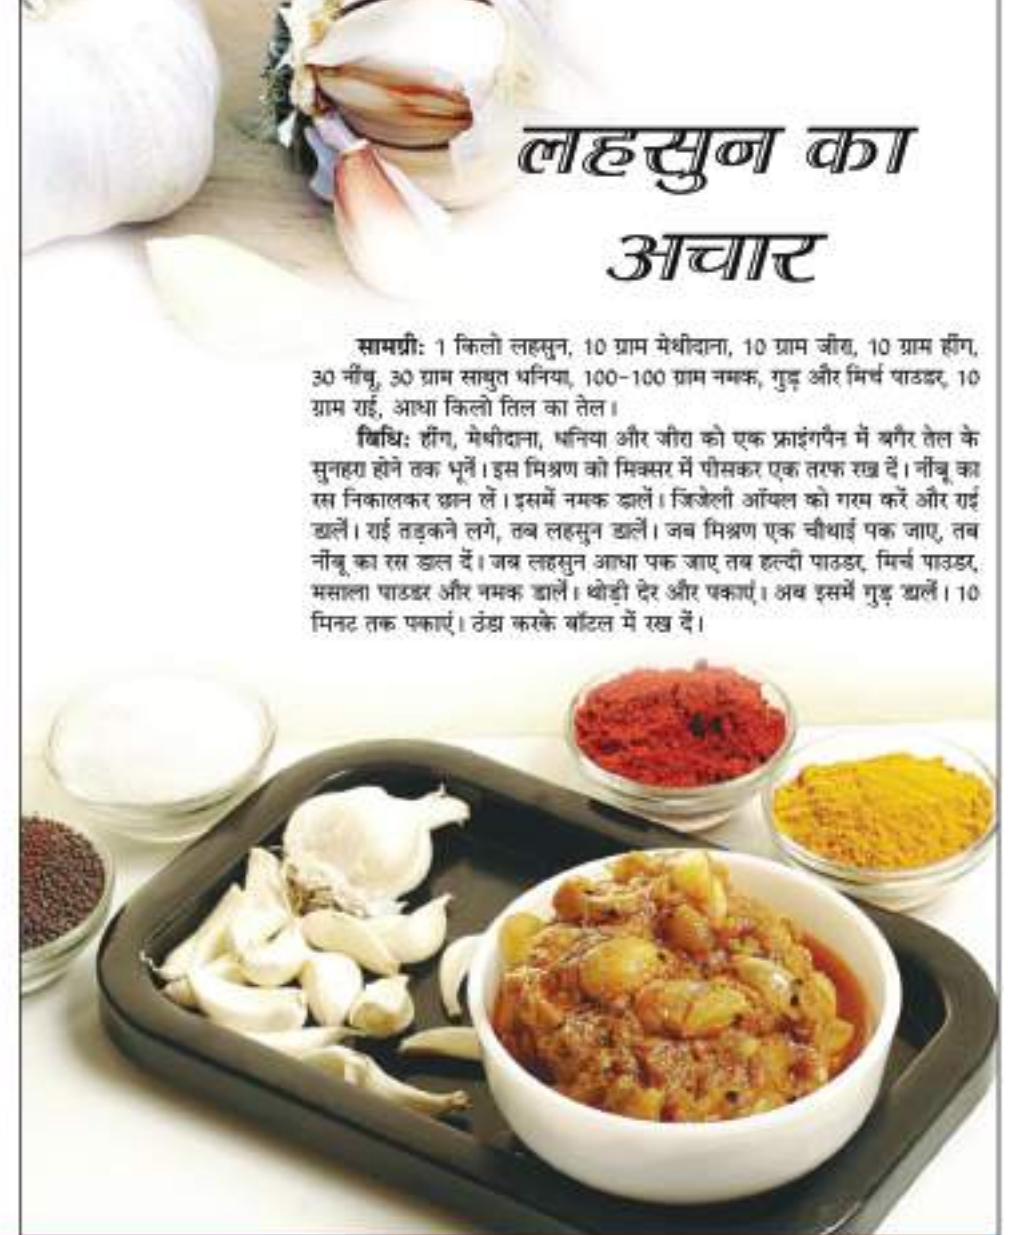 लहसुन का
अचार
सामग्री: 1 किलो लहसुन, 10 ग्राम मेथीदाना, 10 ग्राम जीरा, 10 ग्राम हींग,
30 नींबू, 30 ग्राम साबुत धनिया, 100-100 ग्राम नमक, गुड़ और मिर्च पाउडर, 10
ग्राम राई, आधा किलो तिल का तेल।
विधि: हींग, मेथीदाना, धनिया और जीरा को एक फ्राइंगपैन में बगैर तेल के
सुनहरा होने तक भूनें। इस मिश्रण को मिक्सर में पीसकर एक तरफ रख दें। नींबू का
रस निकालकर छान लें। इसमें नमक डालें। जिंजेली ऑयल को गरम करें और राई
डालें। राई तड़कने लगे, तब लहसुन डालें। जब मिश्रण एक चौथाई पक जाए, तब
नींबू का रस डाल दें। जब लहसुन आधा पक जाए तब हल्दी पाउडर, मिर्च पाउडर,
मसाला पाउडर और नमक डालें। थोड़ी देर और पकाएं। अब इसमें गुड़ डालें। 10
मिनट तक पकाएं। ठंडा करके बॉटल में रख दें।